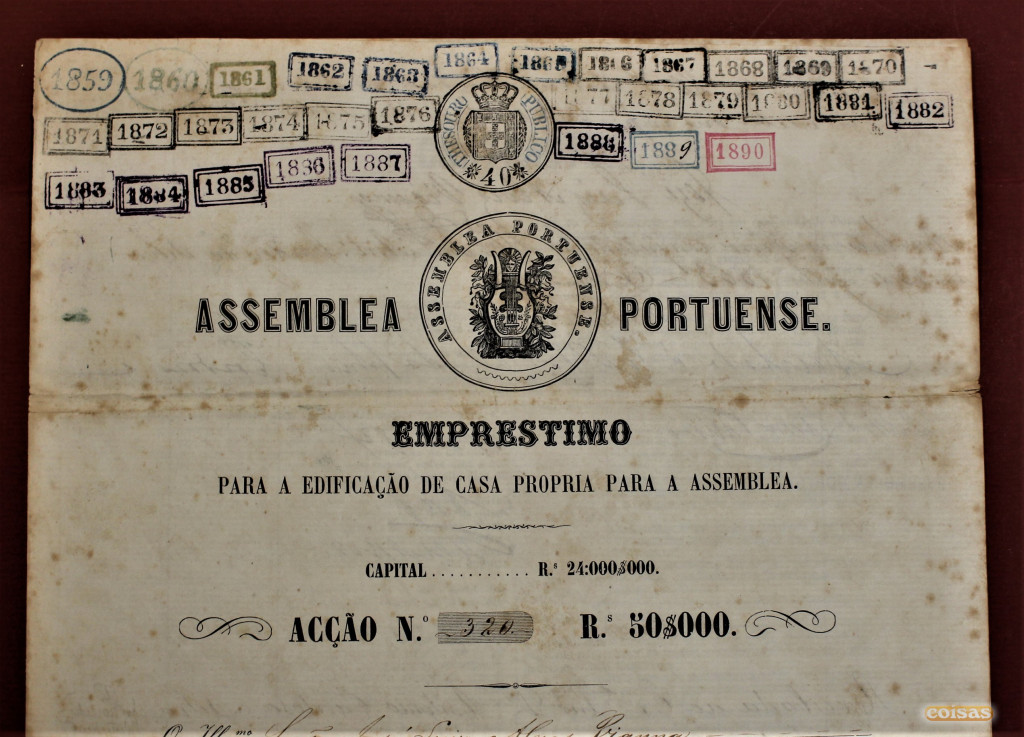 1859 1860 1861 1862 1863 1864 1865 1866 1867 1868 1869 1870
1871 1872 1873 1874 1875 1876 1877 1878 1879 1880 1881 1882
1883 1884 1885 1886 1887 1888 1889 1890
THESOURO PUBLICO
40
ASSEMBLEA PORTUENSE.
ASSEMBLEA PORTUENSE.
EMPRESTIMO
PARA A EDIFICAÇÃO DE CASA PROPRIA PARA A ASSEMBLEA.
CAPITAL ........... R.s 24:000$000.
ACÇÃO N.o 320. R.s 50$000.
O Ill.mo
coisas